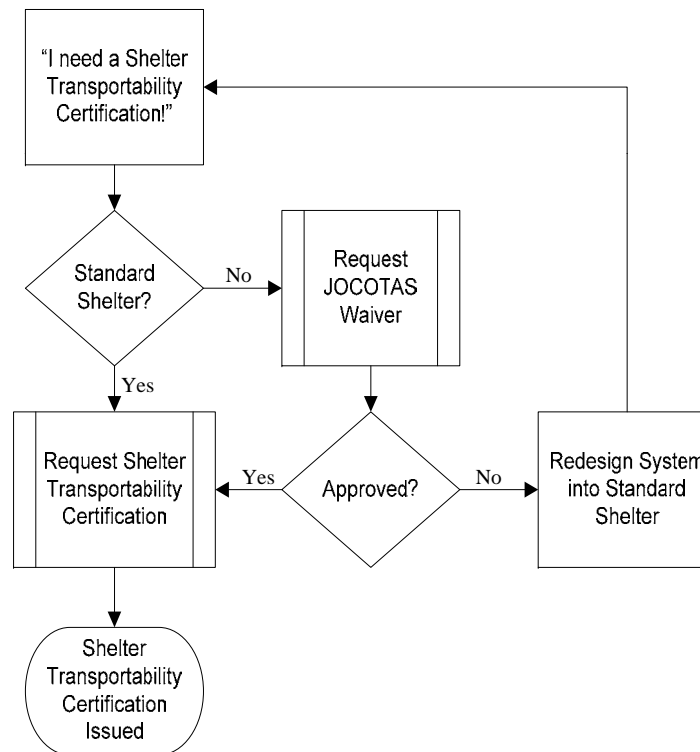 “I need a Shelter
Transportability
Certification!”
Standard
Shelter?
No
Request
JOCOTAS
Waiver
Yes
Request Shelter
Transportability
Certification
Yes
Approved?
No
Redesign System
into Standard
Shelter
Shelter
Transportability
Certification
Issued